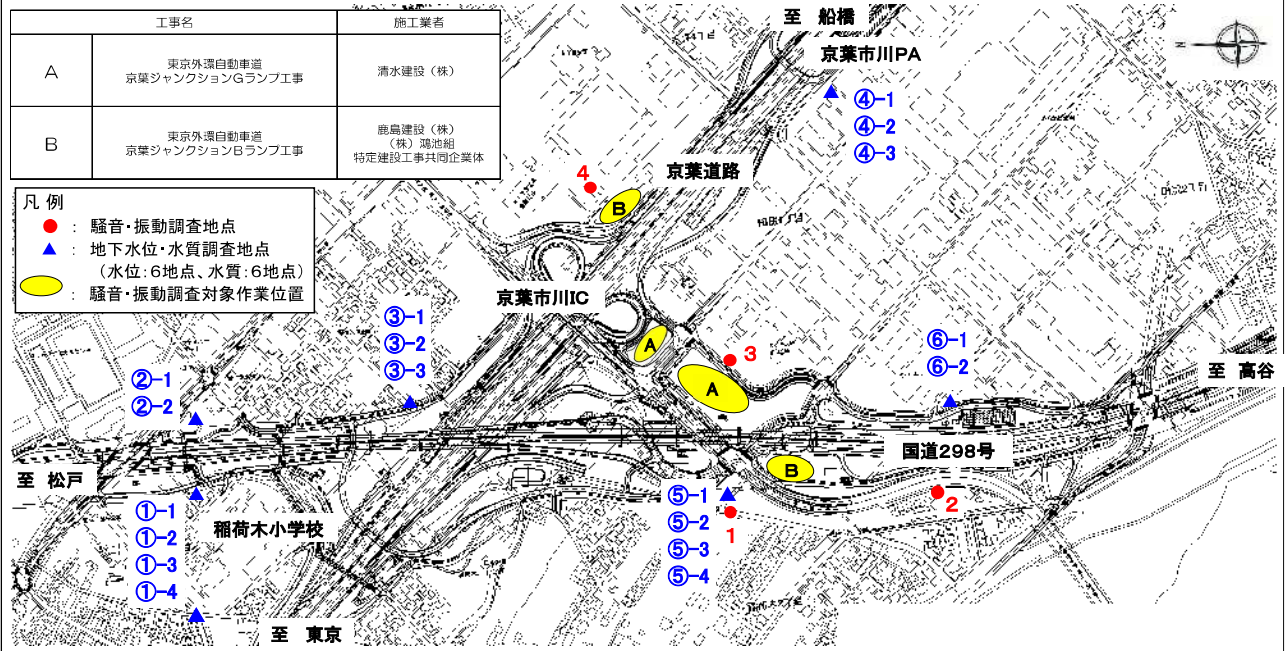 工事名 施工業者
A 東京外環自動車道
京葉ジャンクションGランプ工事 清水建設（株）
B 東京外環自動車道
京葉ジャンクションBランプ工事 鹿島建設（株）
（株）鴻池組
特定建設工事共同企業体
凡 例
● : 騒音・振動調査地点
▲ : 地下水位・水質調査地点
（水位:6地点、水質:6地点）
: 騒音・振動調査対象作業位置
至 船橋
京葉市川PA
N
④-1
④-2
④-3
京葉道路
4
B
京葉市川IC
③-1
③-2
③-3
A
3
A
⑥-1
⑥-2
至 高谷
②-1
②-2
国道298号
B
至 松戸
①-1
①-2
①-3
①-4
稲荷木小学校
⑤-1
⑤-2
⑤-3
⑤-4
1
2
至 東京